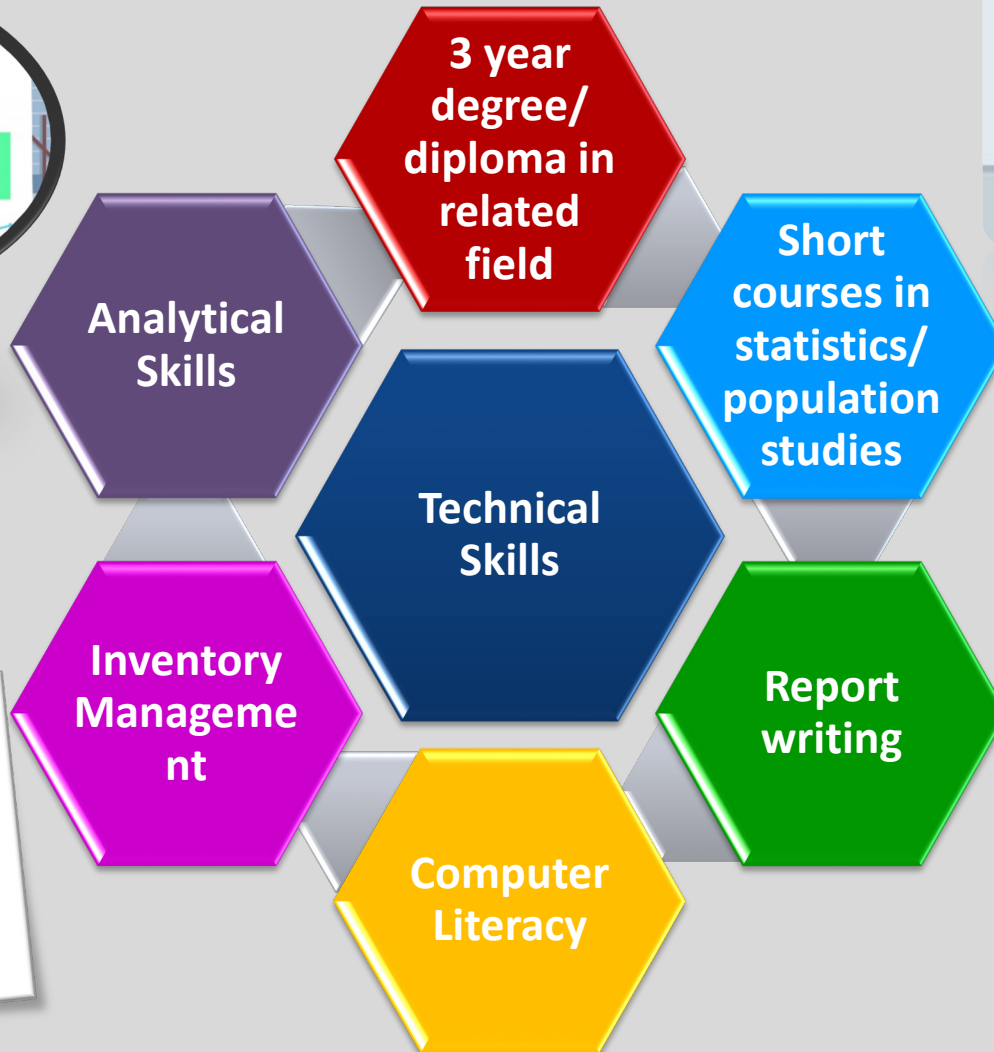 3 year
degree/
diploma in
related
field
Short
courses in
statistics/
population
studies
Analytical
Skills
Technical
Skills
Inventory
Manageme
nt
Report
writing
Computer
Literacy